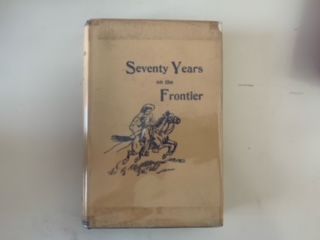 Seventy Years
on the
Frontier